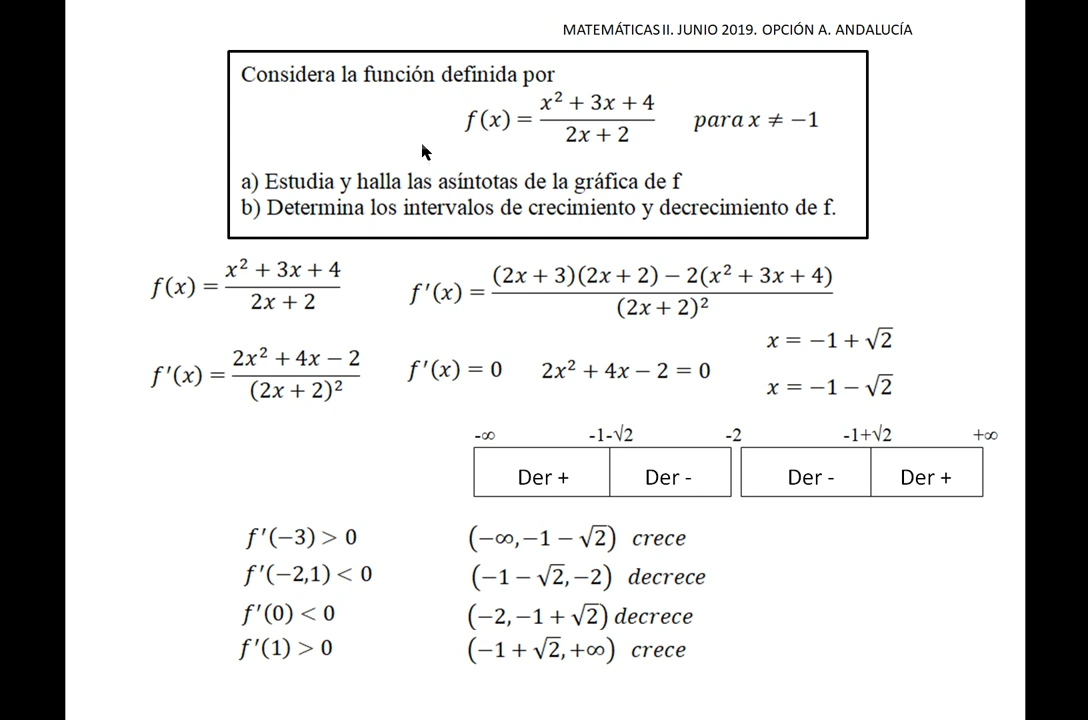 MATEMÁTICAS II. JUNIO 2019. OPCIÓN A. ANDALUCÍA
Considera la función definida por
f(x) = (x² + 3x + 4)/(2x + 2) para x ≠ −1
a) Estudia y halla las asíntotas de la gráfica de f
b) Determina los intervalos de crecimiento y decrecimiento de f.
f(x) = (x² + 3x + 4)/(2x + 2) f'(x) = ((2x + 3)(2x + 2) − 2(x² + 3x + 4))/(2x + 2)²
f'(x) = (2x² + 4x − 2)/(2x + 2)² f'(x) = 0 2x² + 4x − 2 = 0
x = −1 + √2
x = −1 − √2
-∞ -1-√2 -2 -1+√2 +∞
Der + Der - Der - Der +
f'(−3) > 0 (−∞, −1 − √2) crece
f'(−2,1) < 0 (−1 − √2, −2) decrece
f'(0) < 0 (−2, −1 + √2) decrece
f'(1) > 0 (−1 + √2, +∞) crece